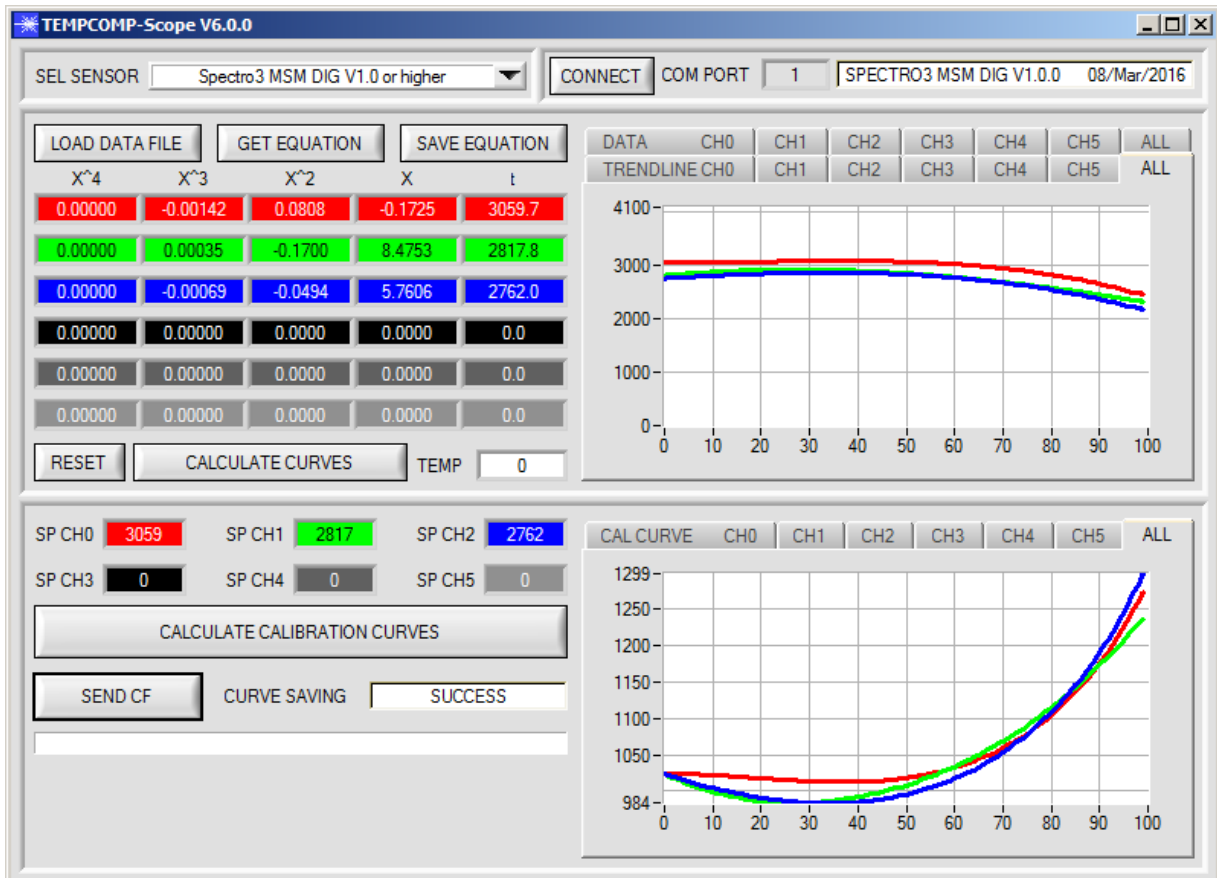 TEMPCOMP-Scope V6.0.0
SEL SENSOR Spectro3 MSM DIG V1.0 or higher CONNECT COM PORT 1 SPECTRO3 MSM DIG V1.0.0 08/Mar/2016
LOAD DATA FILE GET EQUATION SAVE EQUATION
X^4 X^3 X^2 X t
0.00000 -0.00142 0.0808 -0.1725 3059.7
0.00000 0.00035 -0.1700 8.4753 2817.8
0.00000 -0.00069 -0.0494 5.7606 2762.0
0.00000 0.00000 0.0000 0.0000 0.0
0.00000 0.00000 0.0000 0.0000 0.0
0.00000 0.00000 0.0000 0.0000 0.0
RESET CALCULATE CURVES TEMP 0
DATA CH0 CH1 CH2 CH3 CH4 CH5 ALL
TRENDLINE CH0 CH1 CH2 CH3 CH4 CH5 ALL
4100
3000
2000
1000
0
0 10 20 30 40 50 60 70 80 90 100
SP CH0 3059 SP CH1 2817 SP CH2 2762
SP CH3 0 SP CH4 0 SP CH5 0
CALCULATE CALIBRATION CURVES
SEND CF CURVE SAVING SUCCESS
CAL CURVE CH0 CH1 CH2 CH3 CH4 CH5 ALL
1299
1250
1200
1150
1100
1050
984
0 10 20 30 40 50 60 70 80 90 100